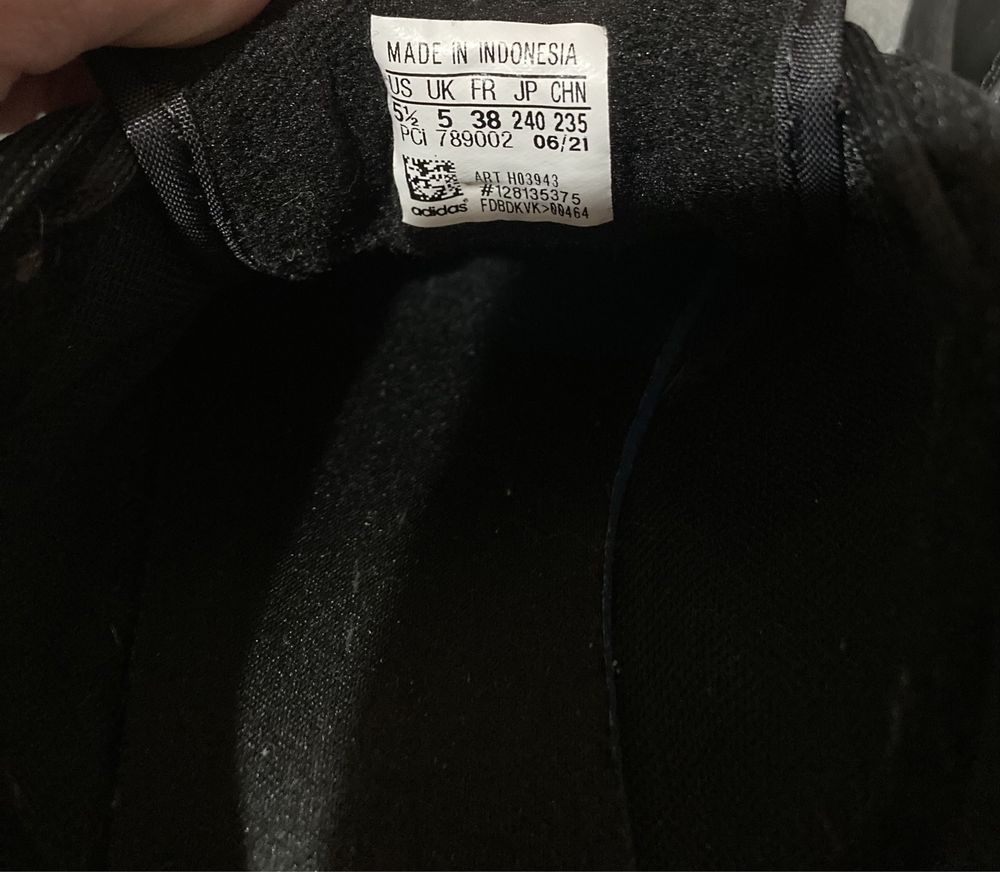 MADE IN INDONESIA
US UK FR JP CHN
5½ 5 38 240 235
PCI 789002 06/21
ART H03943
#128135375
adidas FDBDKVK>00464